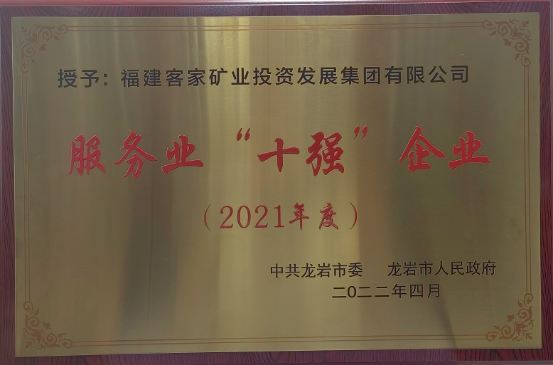 授予：福建客家矿业投资发展集团有限公司
服务业“十强”企业
（2021年度）
中共龙岩市委 龙岩市人民政府
二〇二二年四月